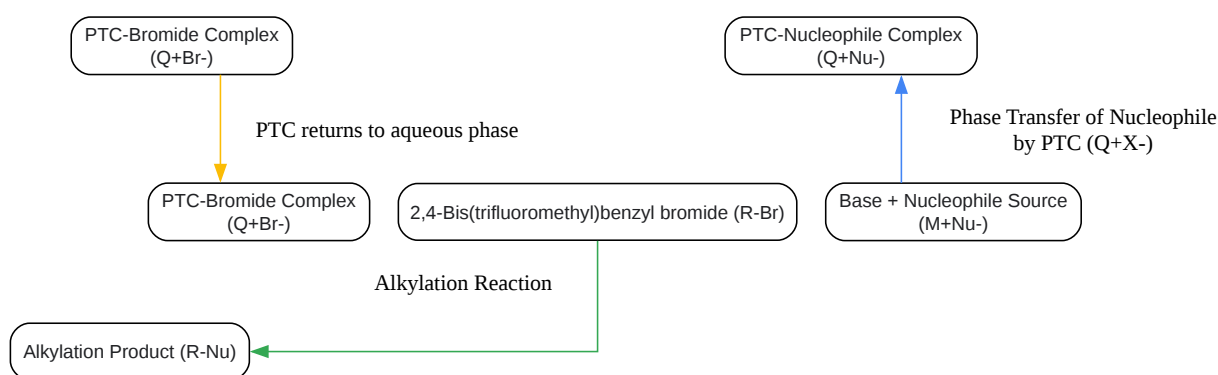 PTC-Bromide Complex
(Q+Br-)
PTC-Nucleophile Complex
(Q+Nu-)
PTC returns to aqueous phase
Phase Transfer of Nucleophile
by PTC (Q+X-)
PTC-Bromide Complex
(Q+Br-)
2,4-Bis(trifluoromethyl)benzyl bromide (R-Br)
Base + Nucleophile Source
(M+Nu-)
Alkylation Reaction
Alkylation Product (R-Nu)